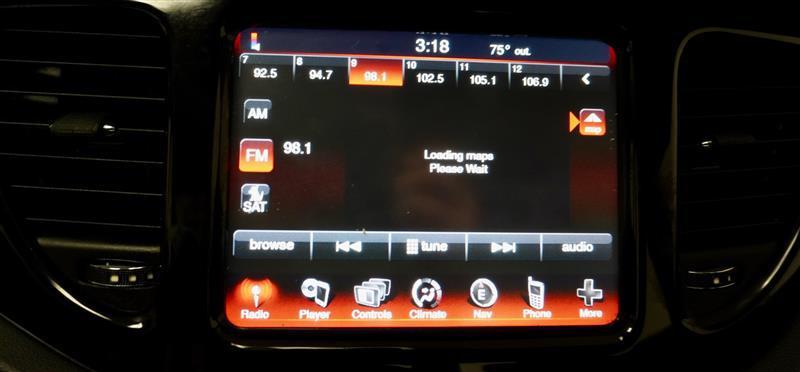 3:18 75° out.
7 8 9 10 11 12
92.5 94.7 98.1 102.5 105.1 106.9
AM
map
FM 98.1
Loading maps
Please Wait
SAT
browse tune audio
E
Radio Player Controls Climate Nav Phone More